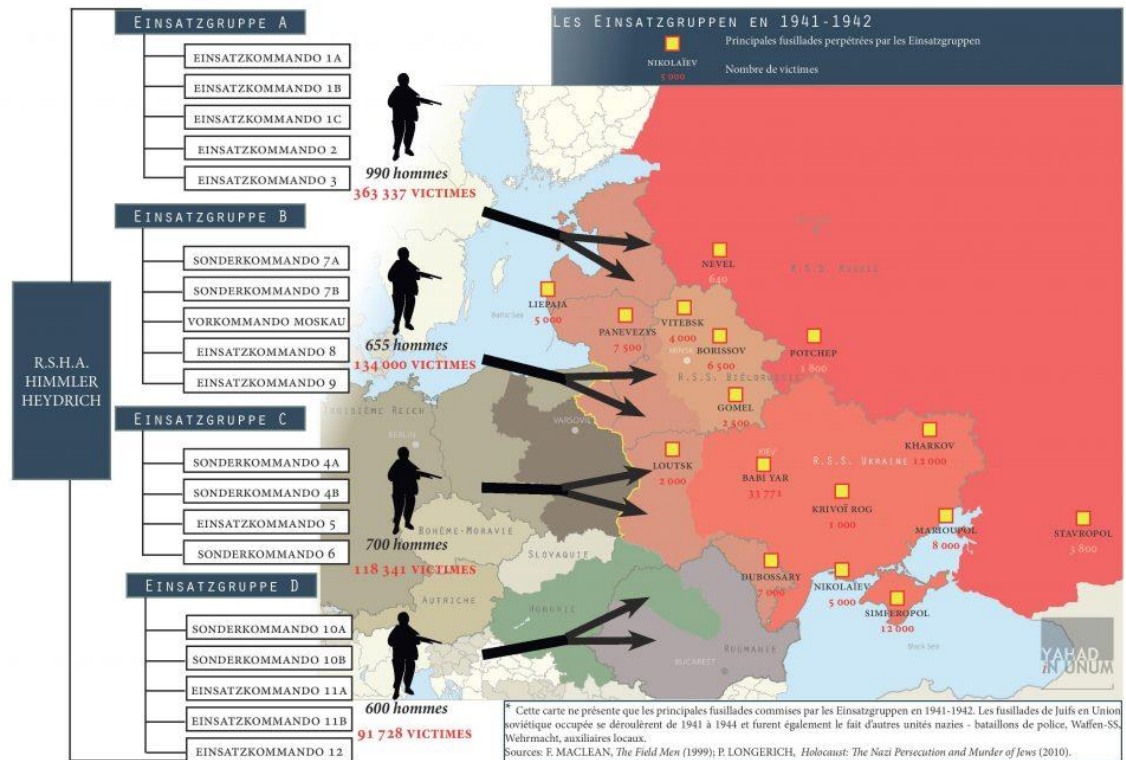 R.S.H.A.
HIMMLER
HEYDRICH
EINSATZGRUPPE A
EINSATZKOMMANDO 1A
EINSATZKOMMANDO 1B
EINSATZKOMMANDO 1C
EINSATZKOMMANDO 2
EINSATZKOMMANDO 3
990 hommes
363 337 VICTIMES
EINSATZGRUPPE B
SONDERKOMMANDO 7A
SONDERKOMMANDO 7B
VORKOMMANDO MOSKAU
EINSATZKOMMANDO 8
EINSATZKOMMANDO 9
655 hommes
134 000 VICTIMES
EINSATZGRUPPE C
SONDERKOMMANDO 4A
SONDERKOMMANDO 4B
EINSATZKOMMANDO 5
SONDERKOMMANDO 6
700 hommes
118 341 VICTIMES
EINSATZGRUPPE D
SONDERKOMMANDO 10A
SONDERKOMMANDO 10B
EINSATZKOMMANDO 11A
EINSATZKOMMANDO 11B
EINSATZKOMMANDO 12
600 hommes
91 728 VICTIMES
LES EINSATZGRUPPEN EN 1941-1942
Principales fusillades perpétrées par les Einsatzgruppen
NIKOLAÏEV
5 000
Nombre de victimes
R.S.S. RUSSIE
NEVEL
640
LIEPAJA
5 000
Baltic Sea
PANEVEZYS
7 500
VITEBSK
4 000
MINSK
BORISSOV
6 500
POTCHEP
1 800
R.S.S. BIÉLORUSSIE
GOMEL
2 500
TROISIÈME REICH
BERLIN
VARSOVIE
LOUTSK
2 000
KIEV
BABI YAR
33 771
R.S.S. UKRAINE
KHARKOV
12 000
KRIVOÏ ROG
1 000
MARIOUPOL
8 000
STAVROPOL
3 800
BOHÊME-MORAVIE
SLOVAQUIE
AUTRICHE
HONGRIE
DUBOSSARY
7 000
NIKOLAÏEV
5 000
SIMFEROPOL
12 000
ROUMANIE
BUCAREST
Black Sea
YAHAD
IN UNUM
* Cette carte ne présente que les principales fusillades commises par les Einsatzgruppen en 1941-1942. Les fusillades de Juifs en Union
soviétique occupée se déroulèrent de 1941 à 1944 et furent également le fait d'autres unités nazies - bataillons de police, Waffen-SS,
Wehrmacht, auxiliaires locaux.
Sources: F. MACLEAN, The Field Men (1999); P. LONGERICH, Holocaust: The Nazi Persecution and Murder of Jews (2010).